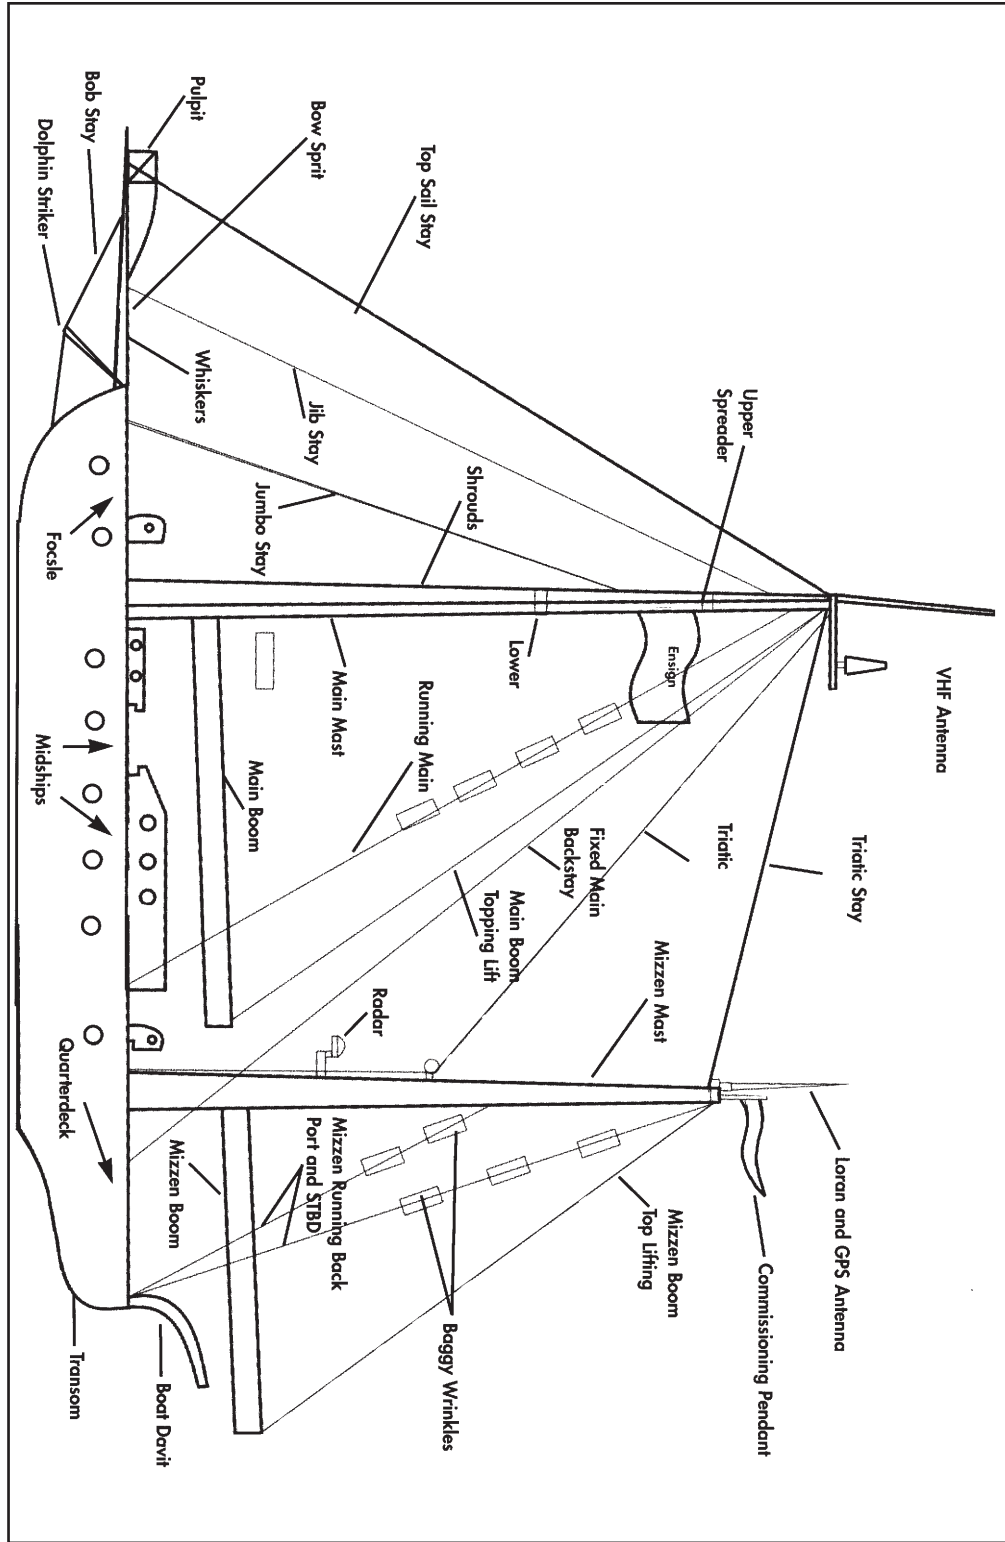 VHF Antenna
Triatic Stay
Loran and GPS Antenna
Commissioning Pendant
Upper
Spreader
Triatic
Top Sail Stay
Ensign
Mizzen Mast
Mizzen Boom
Top Lifting
Fixed Main
Backstay
Main Boom
Topping Lift
Shrouds
Lower
Running Main
Baggy Wrinkles
Jib Stay
Main Mast
Radar
Mizzen Running Back
Port and STBD
Bow Sprit
Jumbo Stay
Main Boom
Pulpit
Whiskers
Mizzen Boom
Boat Davit
Bob Stay
Dolphin Striker
Focsle
Midships
Quarterdeck
Transom